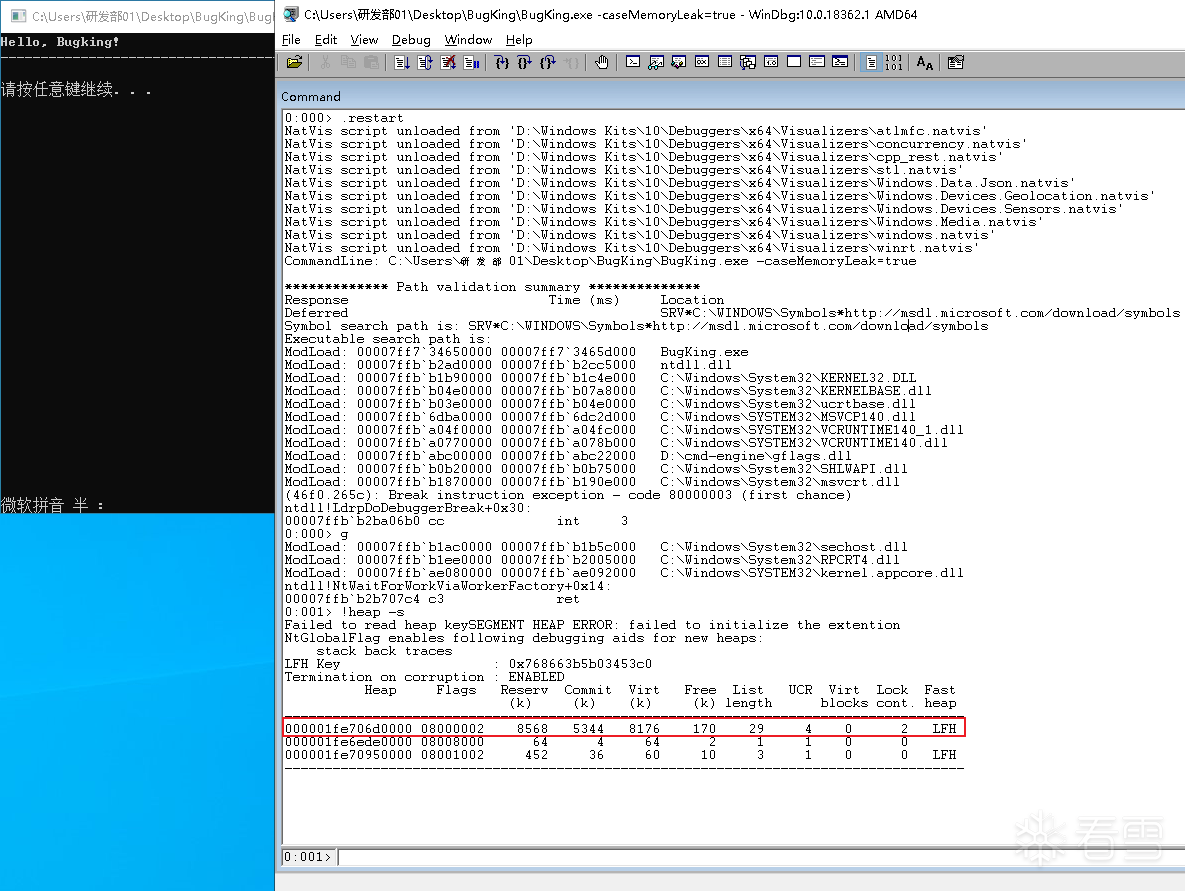 C:\Users\研发部01\Desktop\BugKing\Bug
Hello, Bugking!
--------------------------------
请按任意键继续. . .
微软拼音 半 :
C:\Users\研发部01\Desktop\BugKing\BugKing.exe -caseMemoryLeak=true - WinDbg:10.0.18362.1 AMD64
File Edit View Debug Window Help
Command
0:000> .restart
NatVis script unloaded from 'D:\Windows Kits\10\Debuggers\x64\Visualizers\atlmfc.natvis'
NatVis script unloaded from 'D:\Windows Kits\10\Debuggers\x64\Visualizers\concurrency.natvis'
NatVis script unloaded from 'D:\Windows Kits\10\Debuggers\x64\Visualizers\cpp_rest.natvis'
NatVis script unloaded from 'D:\Windows Kits\10\Debuggers\x64\Visualizers\stl.natvis'
NatVis script unloaded from 'D:\Windows Kits\10\Debuggers\x64\Visualizers\Windows.Data.Json.natvis'
NatVis script unloaded from 'D:\Windows Kits\10\Debuggers\x64\Visualizers\Windows.Devices.Geolocation.natvis'
NatVis script unloaded from 'D:\Windows Kits\10\Debuggers\x64\Visualizers\Windows.Devices.Sensors.natvis'
NatVis script unloaded from 'D:\Windows Kits\10\Debuggers\x64\Visualizers\Windows.Media.natvis'
NatVis script unloaded from 'D:\Windows Kits\10\Debuggers\x64\Visualizers\windows.natvis'
NatVis script unloaded from 'D:\Windows Kits\10\Debuggers\x64\Visualizers\winrt.natvis'
CommandLine: C:\Users\研发部01\Desktop\BugKing\BugKing.exe -caseMemoryLeak=true
************* Path validation summary **************
Response Time (ms) Location
Deferred SRV*C:\WINDOWS\Symbols*http://msdl.microsoft.com/download/symbols
Symbol search path is: SRV*C:\WINDOWS\Symbols*http://msdl.microsoft.com/download/symbols
Executable search path is:
ModLoad: 00007ff7`34650000 00007ff7`3465d000 BugKing.exe
ModLoad: 00007ffb`b2ad0000 00007ffb`b2cc5000 ntdll.dll
ModLoad: 00007ffb`b1b90000 00007ffb`b1c4e000 C:\Windows\System32\KERNEL32.DLL
ModLoad: 00007ffb`b04e0000 00007ffb`b07a8000 C:\Windows\System32\KERNELBASE.dll
ModLoad: 00007ffb`b03e0000 00007ffb`b04e0000 C:\Windows\System32\ucrtbase.dll
ModLoad: 00007ffb`6dba0000 00007ffb`6dc2d000 C:\Windows\SYSTEM32\MSVCP140.dll
ModLoad: 00007ffb`a04f0000 00007ffb`a04fc000 C:\Windows\SYSTEM32\VCRUNTIME140_1.dll
ModLoad: 00007ffb`a0770000 00007ffb`a078b000 C:\Windows\SYSTEM32\VCRUNTIME140.dll
ModLoad: 00007ffb`abc00000 00007ffb`abc22000 D:\cmd-engine\gflags.dll
ModLoad: 00007ffb`b0b20000 00007ffb`b0b75000 C:\Windows\System32\SHLWAPI.dll
ModLoad: 00007ffb`b1870000 00007ffb`b190e000 C:\Windows\System32\msvcrt.dll
(46f0.265c): Break instruction exception - code 80000003 (first chance)
ntdll!LdrpDoDebuggerBreak+0x30:
00007ffb`b2ba06b0 cc int 3
0:000> g
ModLoad: 00007ffb`b1ac0000 00007ffb`b1b5c000 C:\Windows\System32\sechost.dll
ModLoad: 00007ffb`b1ee0000 00007ffb`b2005000 C:\Windows\System32\RPCRT4.dll
ModLoad: 00007ffb`ae080000 00007ffb`ae092000 C:\Windows\SYSTEM32\kernel.appcore.dll
ntdll!NtWaitForWorkViaWorkerFactory+0x14:
00007ffb`b2b707c4 c3 ret
0:001> !heap -s
Failed to read heap keySEGMENT HEAP ERROR: failed to initialize the extention
NtGlobalFlag enables following debugging aids for new heaps:
stack back traces
LFH Key : 0x768663b5b03453c0
Termination on corruption : ENABLED
Heap Flags Reserv Commit Virt Free List UCR Virt Lock Fast
(k) (k) (k) (k) length blocks cont. heap
-------------------------------------------------------------------------------------
000001fe706d0000 08000002 8568 5344 8176 170 29 4 0 2 LFH
000001fe6ede0000 08008000 64 4 64 2 1 1 0 0
000001fe70950000 08001002 452 36 60 10 3 1 0 0 LFH
-------------------------------------------------------------------------------------
0:001>
看雪